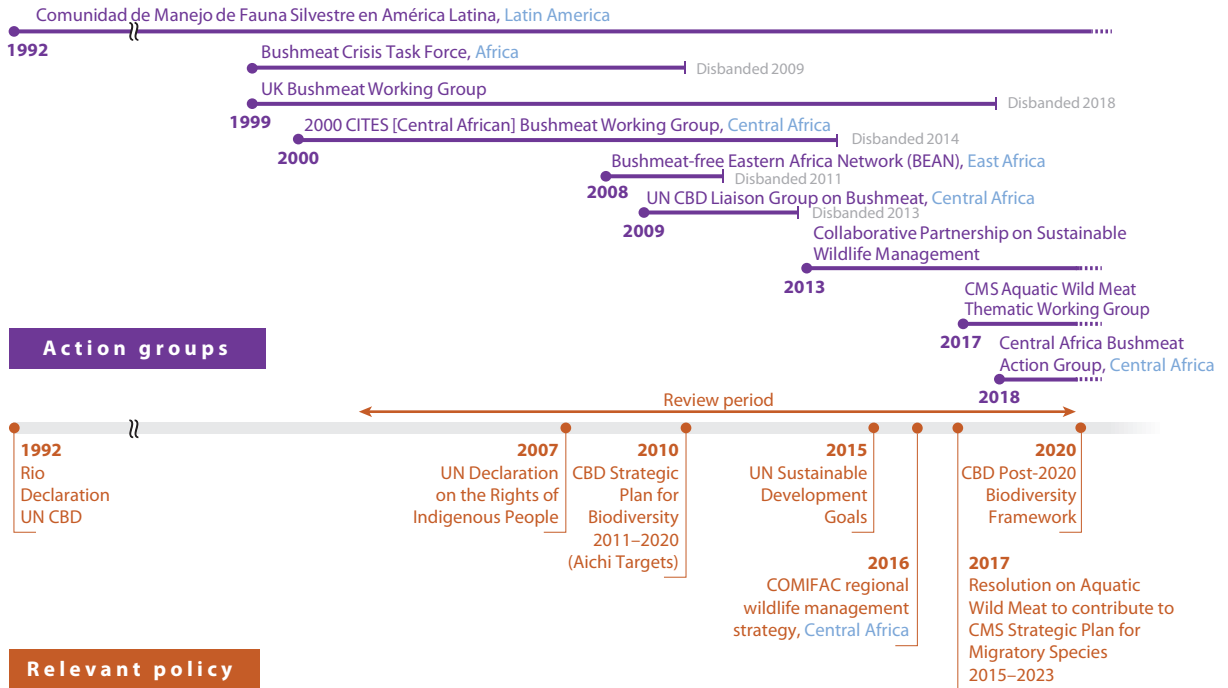 Comunidad de Manejo de Fauna Silvestre en América Latina, Latin America
1992
Bushmeat Crisis Task Force, Africa
Disbanded 2009
UK Bushmeat Working Group
Disbanded 2018
1999
2000 CITES [Central African] Bushmeat Working Group, Central Africa
Disbanded 2014
2000
Bushmeat-free Eastern Africa Network (BEAN), East Africa
Disbanded 2011
2008
UN CBD Liaison Group on Bushmeat, Central Africa
Disbanded 2013
2009
Collaborative Partnership on Sustainable
Wildlife Management
2013
CMS Aquatic Wild Meat
Thematic Working Group
2017
Central Africa Bushmeat
Action Group, Central Africa
2018
Action groups
Review period
1992
Rio
Declaration
UN CBD
2007
UN Declaration
on the Rights of
Indigenous People
2010
CBD Strategic
Plan for
Biodiversity
2011–2020
(Aichi Targets)
2015
UN Sustainable
Development
Goals
2020
CBD Post-2020
Biodiversity
Framework
2016
COMIFAC regional
wildlife management
strategy, Central Africa
2017
Resolution on Aquatic
Wild Meat to contribute to
CMS Strategic Plan for
Migratory Species
2015–2023
Relevant policy